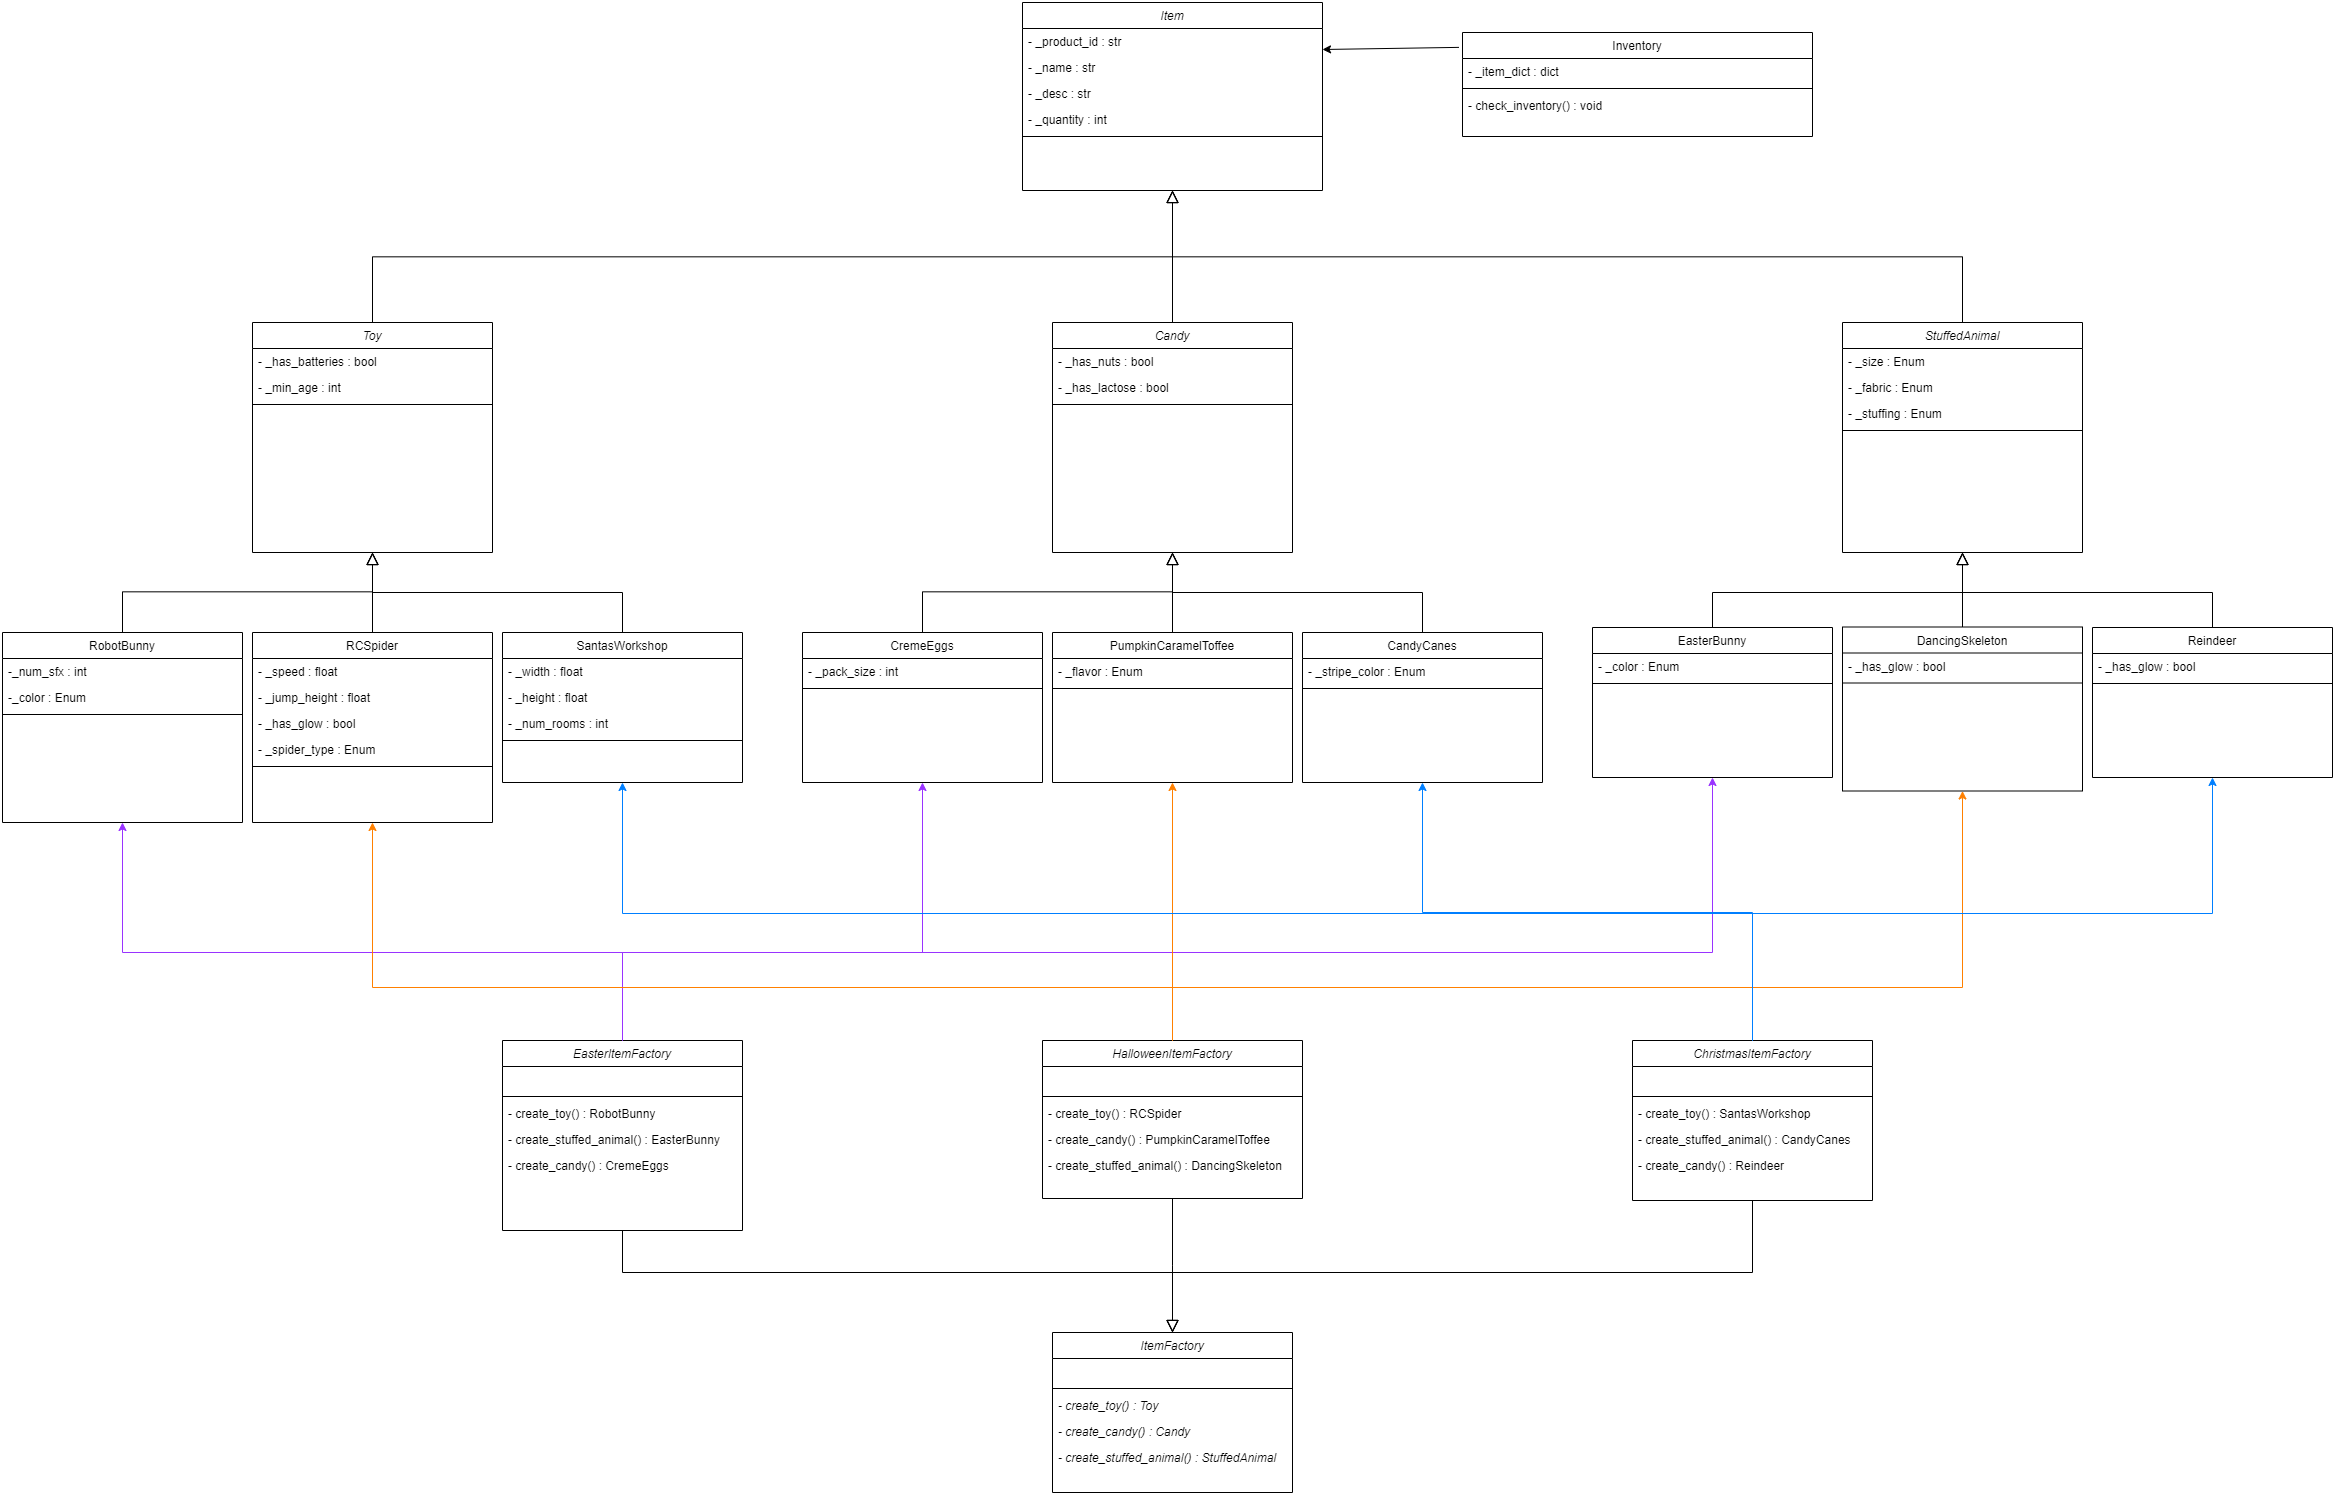 Item
- _product_id : str
- _name : str
- _desc : str
- _quantity : int
Inventory
- _item_dict : dict
- check_inventory() : void
Toy
- _has_batteries : bool
- _min_age : int
Candy
- _has_nuts : bool
- _has_lactose : bool
StuffedAnimal
- _size : Enum
- _fabric : Enum
- _stuffing : Enum
RobotBunny
-_num_sfx : int
-_color : Enum
RCSpider
- _speed : float
- _jump_height : float
- _has_glow : bool
- _spider_type : Enum
SantasWorkshop
- _width : float
- _height : float
- _num_rooms : int
CremeEggs
- _pack_size : int
PumpkinCaramelToffee
- _flavor : Enum
CandyCanes
- _stripe_color : Enum
EasterBunny
- _color : Enum
DancingSkeleton
- _has_glow : bool
Reindeer
- _has_glow : bool
EasterItemFactory
- create_toy() : RobotBunny
- create_stuffed_animal() : EasterBunny
- create_candy() : CremeEggs
HalloweenItemFactory
- create_toy() : RCSpider
- create_candy() : PumpkinCaramelToffee
- create_stuffed_animal() : DancingSkeleton
ChristmasItemFactory
- create_toy() : SantasWorkshop
- create_stuffed_animal() : CandyCanes
- create_candy() : Reindeer
ItemFactory
- create_toy() : Toy
- create_candy() : Candy
- create_stuffed_animal() : StuffedAnimal